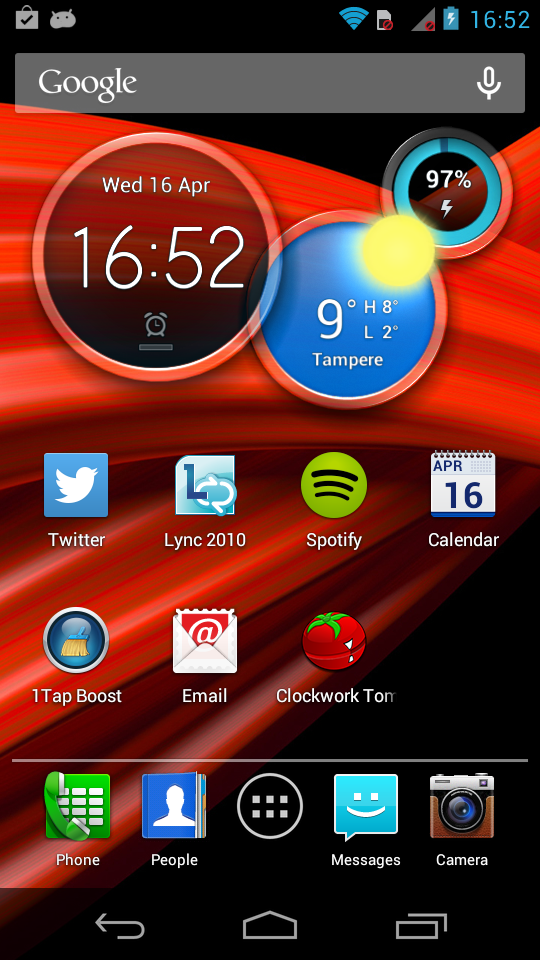 16:52
Google
97%
Wed 16 Apr
16:52
9° H 8°
L 2°
Tampere
APR
16
L
@
Twitter
Lync 2010
Spotify
Calendar
1Tap Boost
Email
Clockwork Tom
Phone
People
Messages
Camera